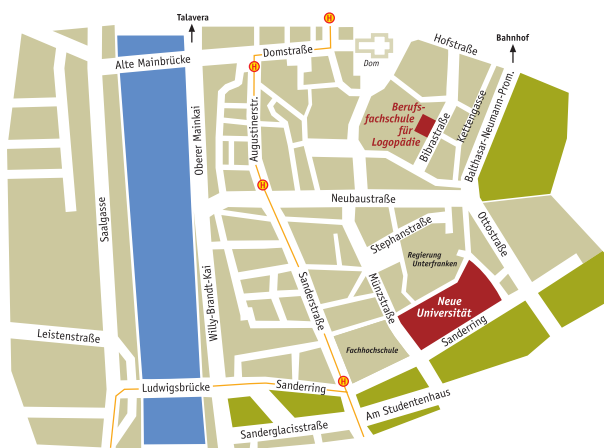 Talavera
Alte Mainbrücke
Domstraße
Dom
Hofstraße
Bahnhof
Oberer Mainkai
Augustinerstr.
Berufs-
fachschule
für
Logopädie
Bibrastraße
Kettengasse
Balthasar-Neumann-Prom.
Saalgasse
Neubaustraße
Stephanstraße
Ottostraße
Regierung
Unterfranken
Willy-Brandt-Kai
Sanderstraße
Münzstraße
Neue
Universität
Sanderring
Leistenstraße
Fachhochschule
Ludwigsbrücke
Sanderring
Am Studentenhaus
Sanderglacisstraße
H
H
H
H